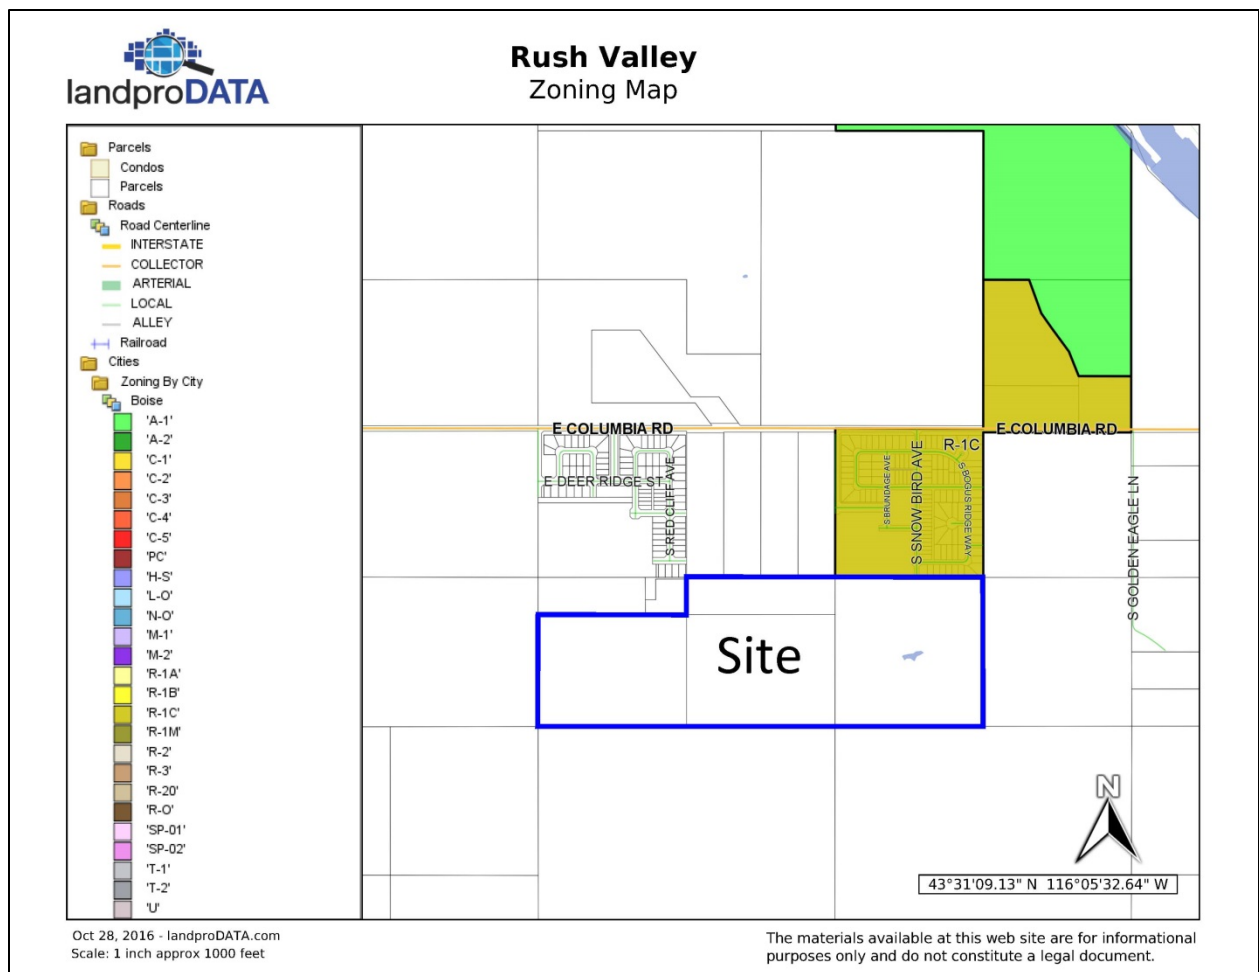 landproDATA
Rush Valley
Zoning Map
Parcels
Condos
Parcels
Roads
Road Centerline
INTERSTATE
COLLECTOR
ARTERIAL
LOCAL
ALLEY
Railroad
Cities
Zoning By City
Boise
'A-1'
'A-2'
'C-1'
'C-2'
'C-3'
'C-4'
'C-5'
'PC'
'H-S'
'L-O'
'N-O'
'M-1'
'M-2'
'R-1A'
'R-1B'
'R-1C'
'R-1M'
'R-2'
'R-3'
'R-20'
'R-O'
'SP-01'
'SP-02'
'T-1'
'T-2'
'U'
E COLUMBIA RD
E COLUMBIA RD
R-1C
E DEER RIDGE ST
S RED CLIFF AVE
S BRUNDAGE AVE
S SNOW BIRD AVE
S BOGUS RIDGE WAY
S GOLDEN EAGLE LN
Site
N
43°31'09.13" N 116°05'32.64" W
Oct 28, 2016 - landproDATA.com
Scale: 1 inch approx 1000 feet
The materials available at this web site are for informational
purposes only and do not constitute a legal document.